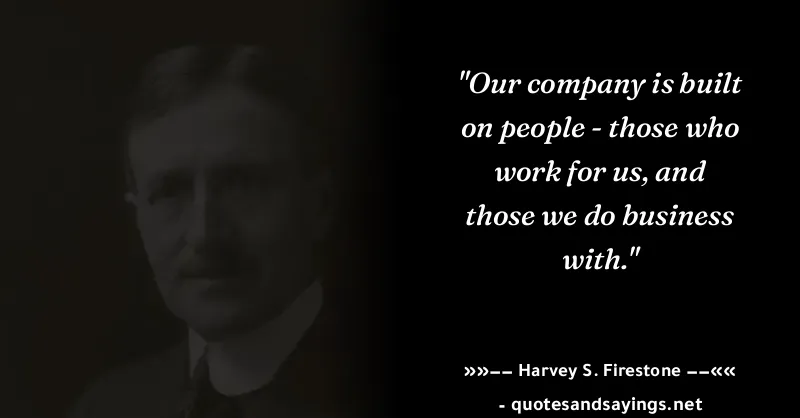 "Our company is built
on people - those who
work for us, and
those we do business
with."
»»−− Harvey S. Firestone −−««
- quotesandsayings.net